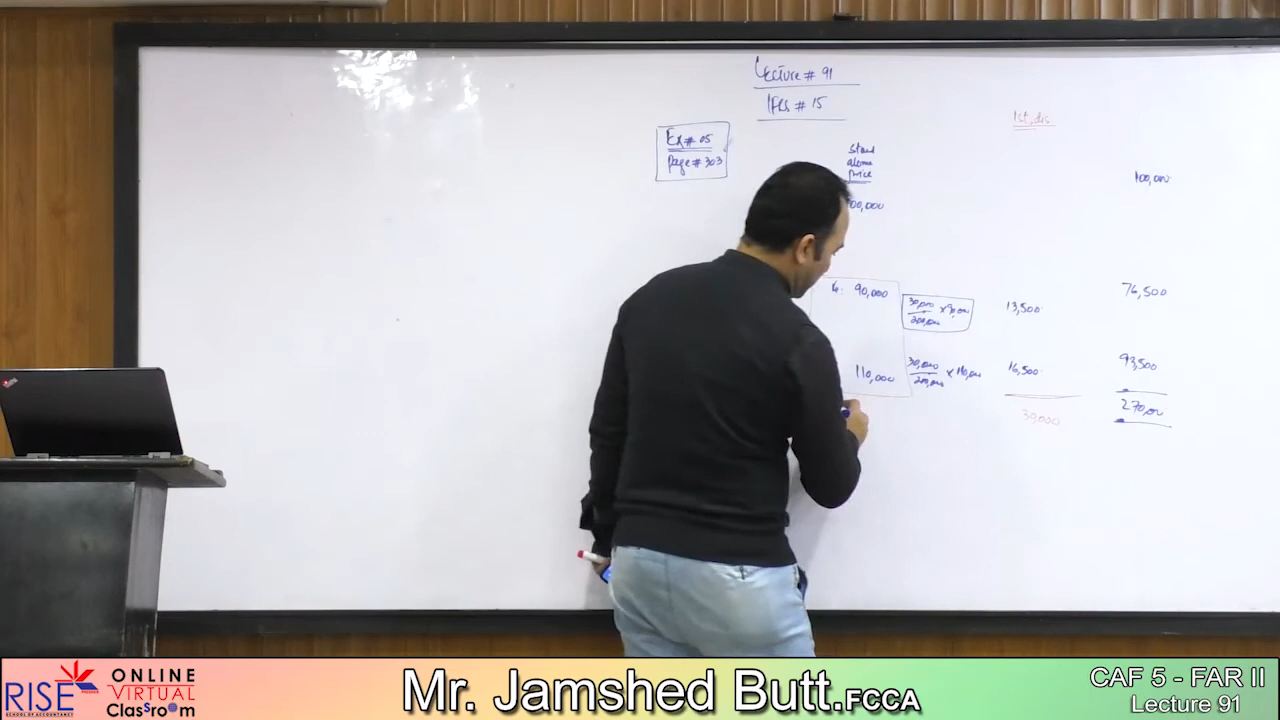 Lecture # 91
IFRS # 15
Ex # 05
Page # 303
1st. dis
Stand
alone
price
100,000
00,000
90,000
30,000
200,000
× 90,000
13,500
76,500
110,000
30,000
200,000
× 110,000
16,500
93,500
30,000
270,000
RISE
SCHOOL OF ACCOUNTANCY
ONLINE
VIRTUAL
Classroom
Mr. Jamshed Butt.FCCA
CAF 5 - FAR II
Lecture 91